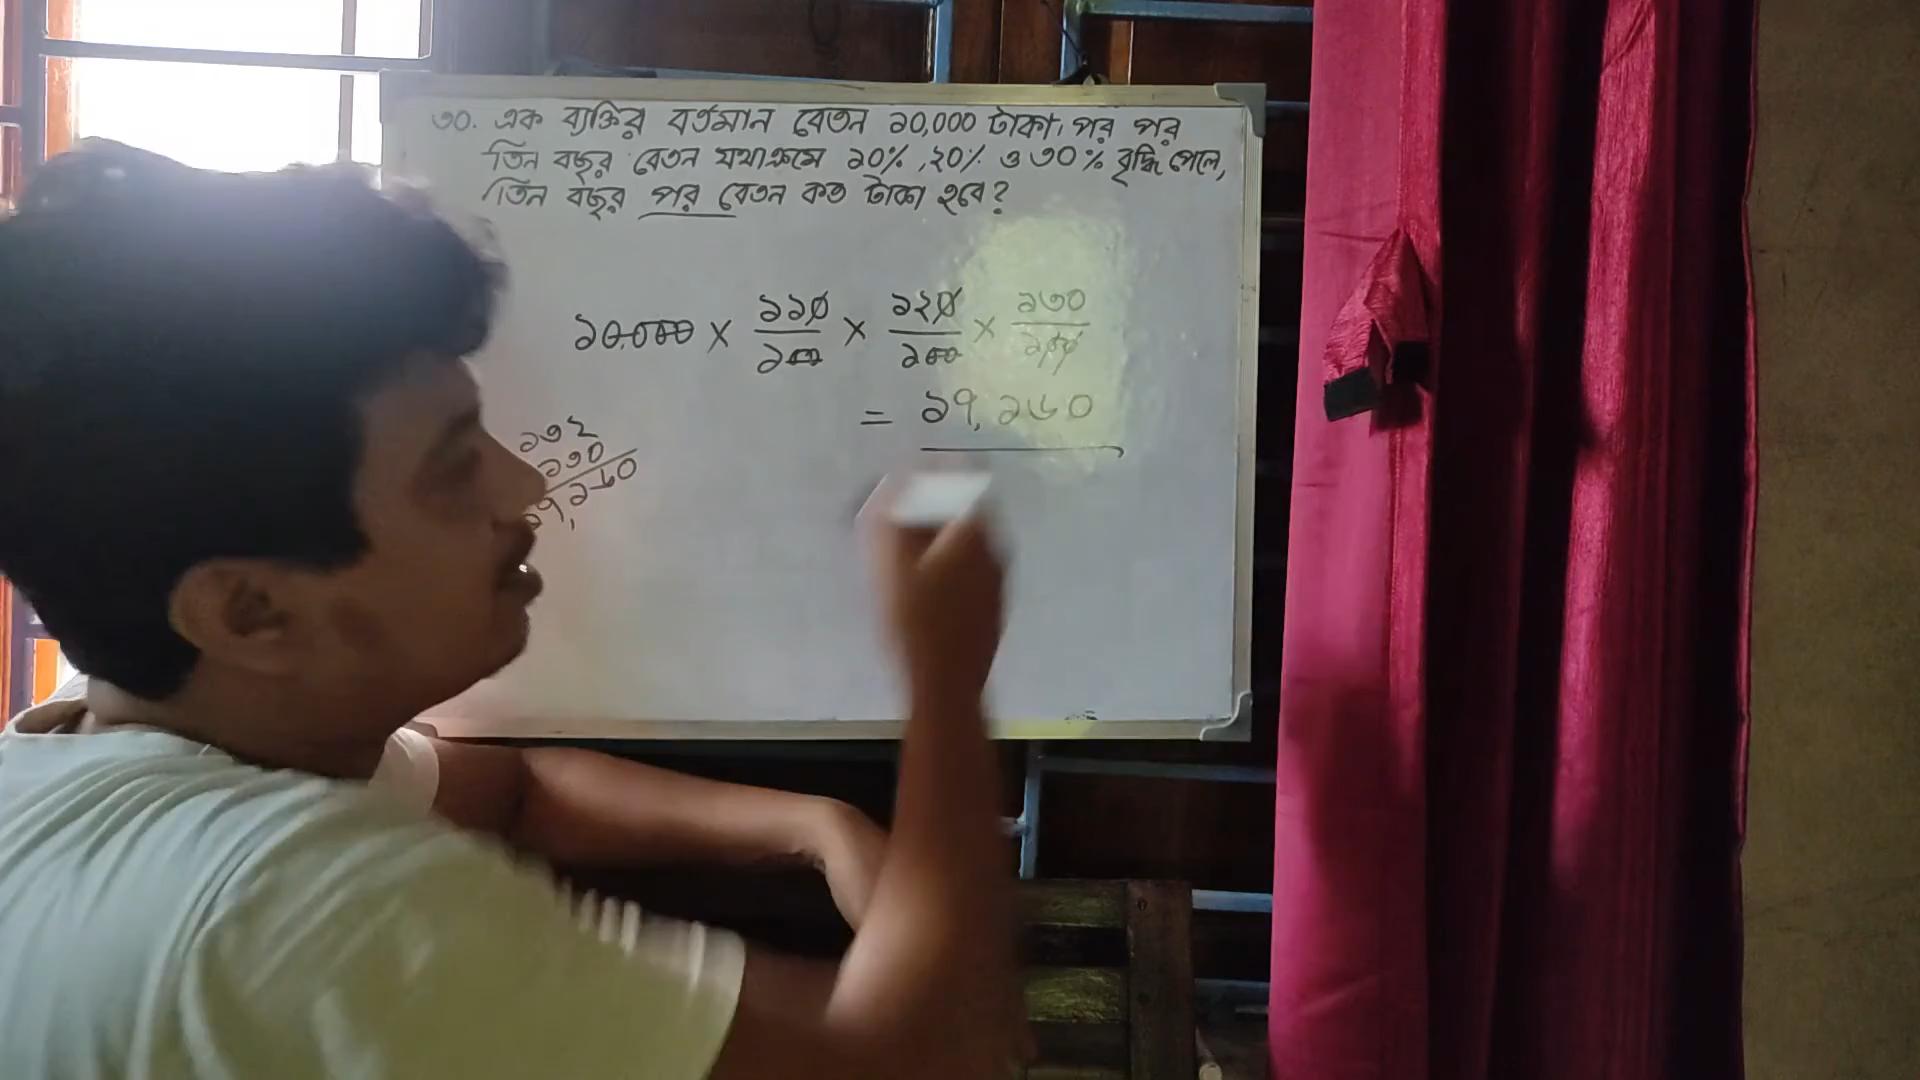 ৩০. এক ব্যক্তির বর্তমান বেতন ১০,০০০ টাকা। পর পর
তিন বছর বেতন যথাক্রমে ১০%, ২০% ও ৩০% বৃদ্ধি পেলে,
তিন বছর পর বেতন কত টাকা হবে?
১০,০০০ × ১১০/১০০ × ১২০/১০০ × ১৩০/১০০
= ১৭,১৬০
১৩২
১৩০
১৭,১৬০